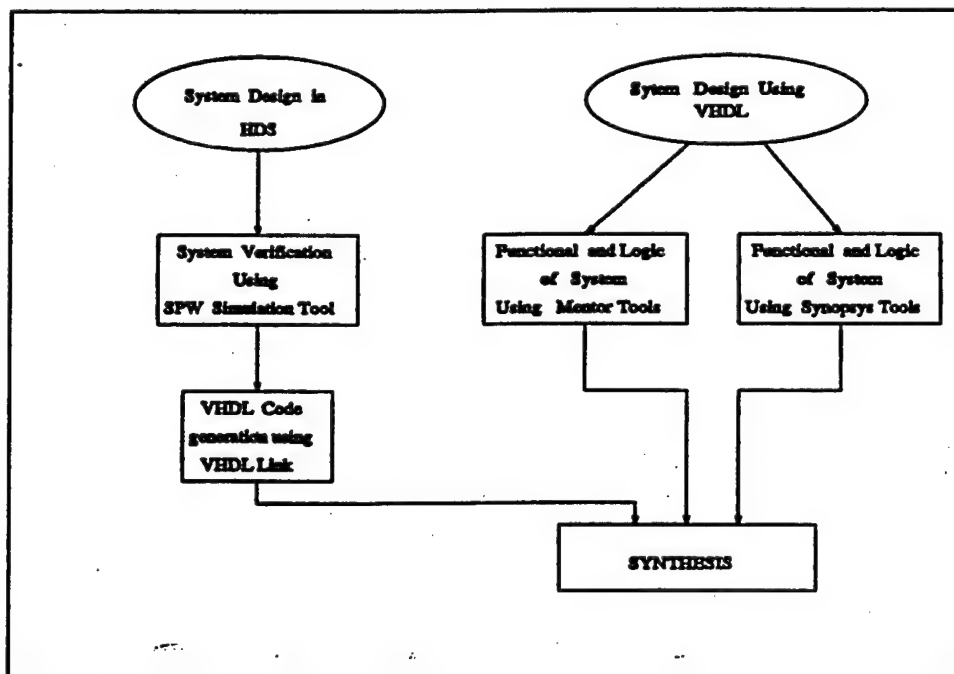 System Design in
HDS
Sytem Design Using
VHDL
System Verification
Using
SPW Simulation Tool
Functional and Logic
of System
Using Mentor Tools
Functional and Logic
of System
Using Synopsys Tools
VHDL Code
generation using
VHDL Link
SYNTHESIS